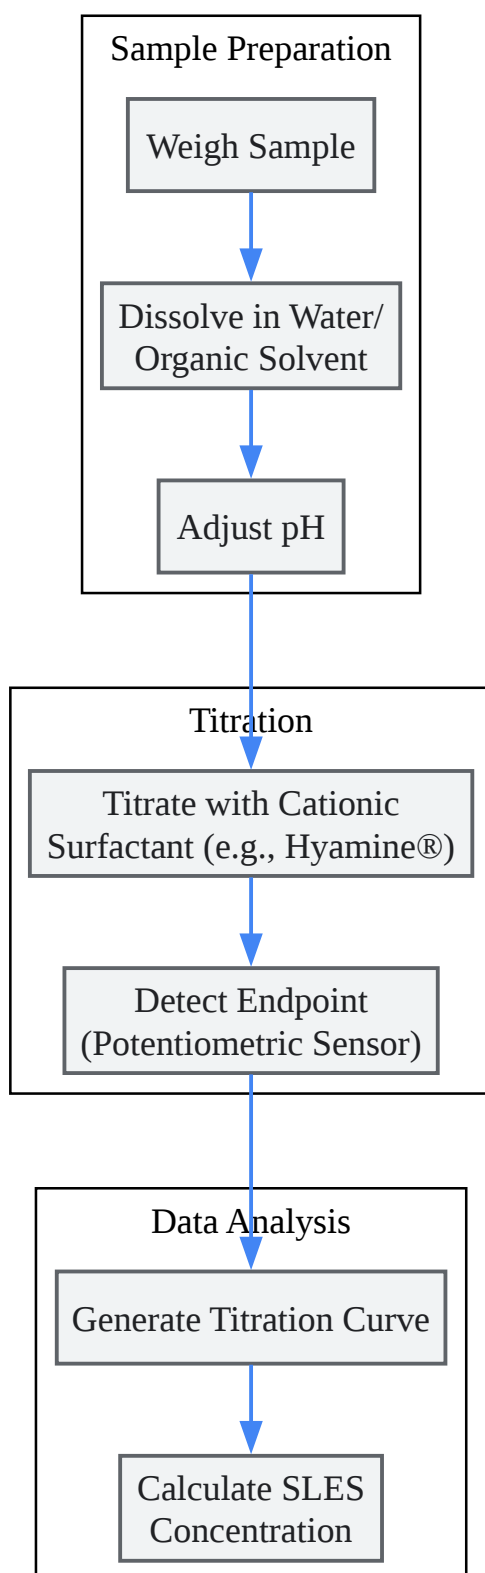 Sample Preparation
Weigh Sample
Dissolve in Water/
Organic Solvent
Adjust pH
Titration
Titrate with Cationic
Surfactant (e.g., Hyamine®)
Detect Endpoint
(Potentiometric Sensor)
Data Analysis
Generate Titration Curve
Calculate SLES
Concentration